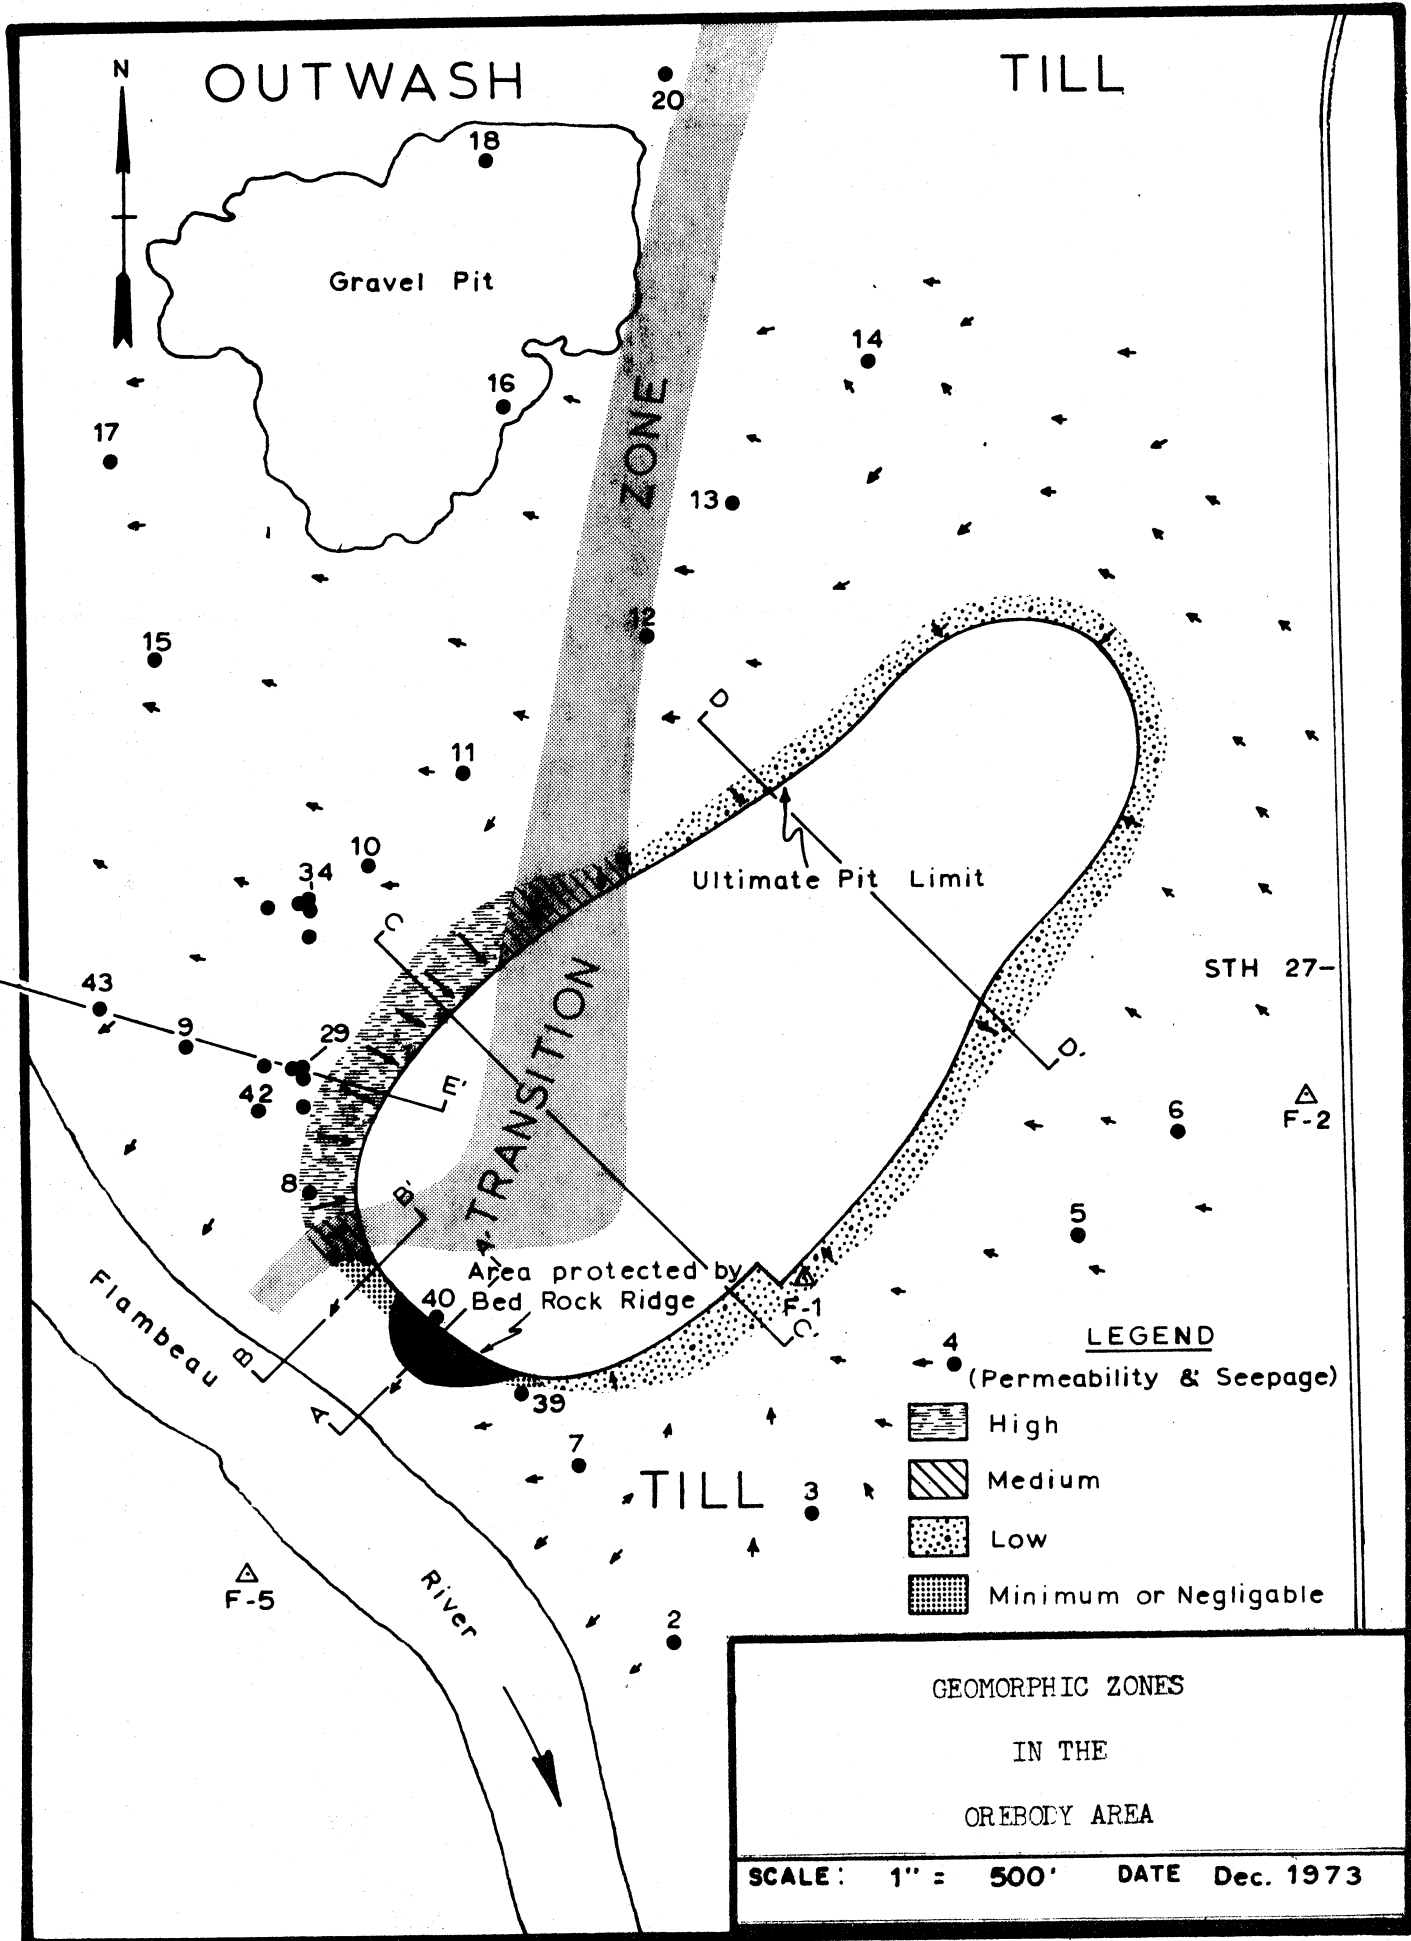 N
OUTWASH
TILL
20
18
Gravel Pit
14
16
17
ZONE
13
12
15
D
11
10
34
Ultimate Pit Limit
C
STH 27-
TRANSITION
43
9
29
E'
42
D'
F-2
6
8
B'
5
A'
Area protected by
Bed Rock Ridge
40
F-1
C'
Flambeau
B
A
39
4
7
TILL
3
LEGEND
(Permeability & Seepage)
High
Medium
Low
Minimum or Negligable
F-5
River
2
GEOMORPHIC ZONES
IN THE
OREBODY AREA
SCALE: 1" = 500' DATE Dec. 1973